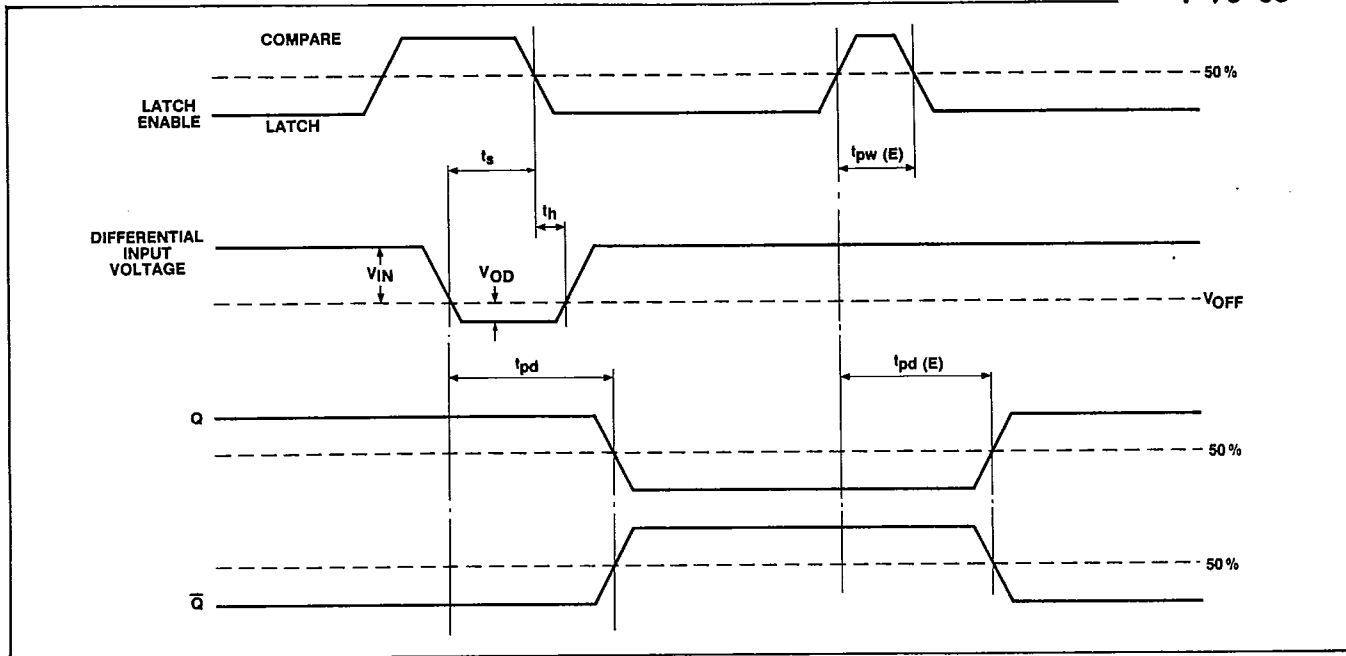 COMPARE
50%
LATCH
ENABLE
LATCH
ts
tpw (E)
th
DIFFERENTIAL
INPUT
VOLTAGE
VIN
VOD
VOFF
tpd
tpd (E)
Q
50%
50%
Q̅